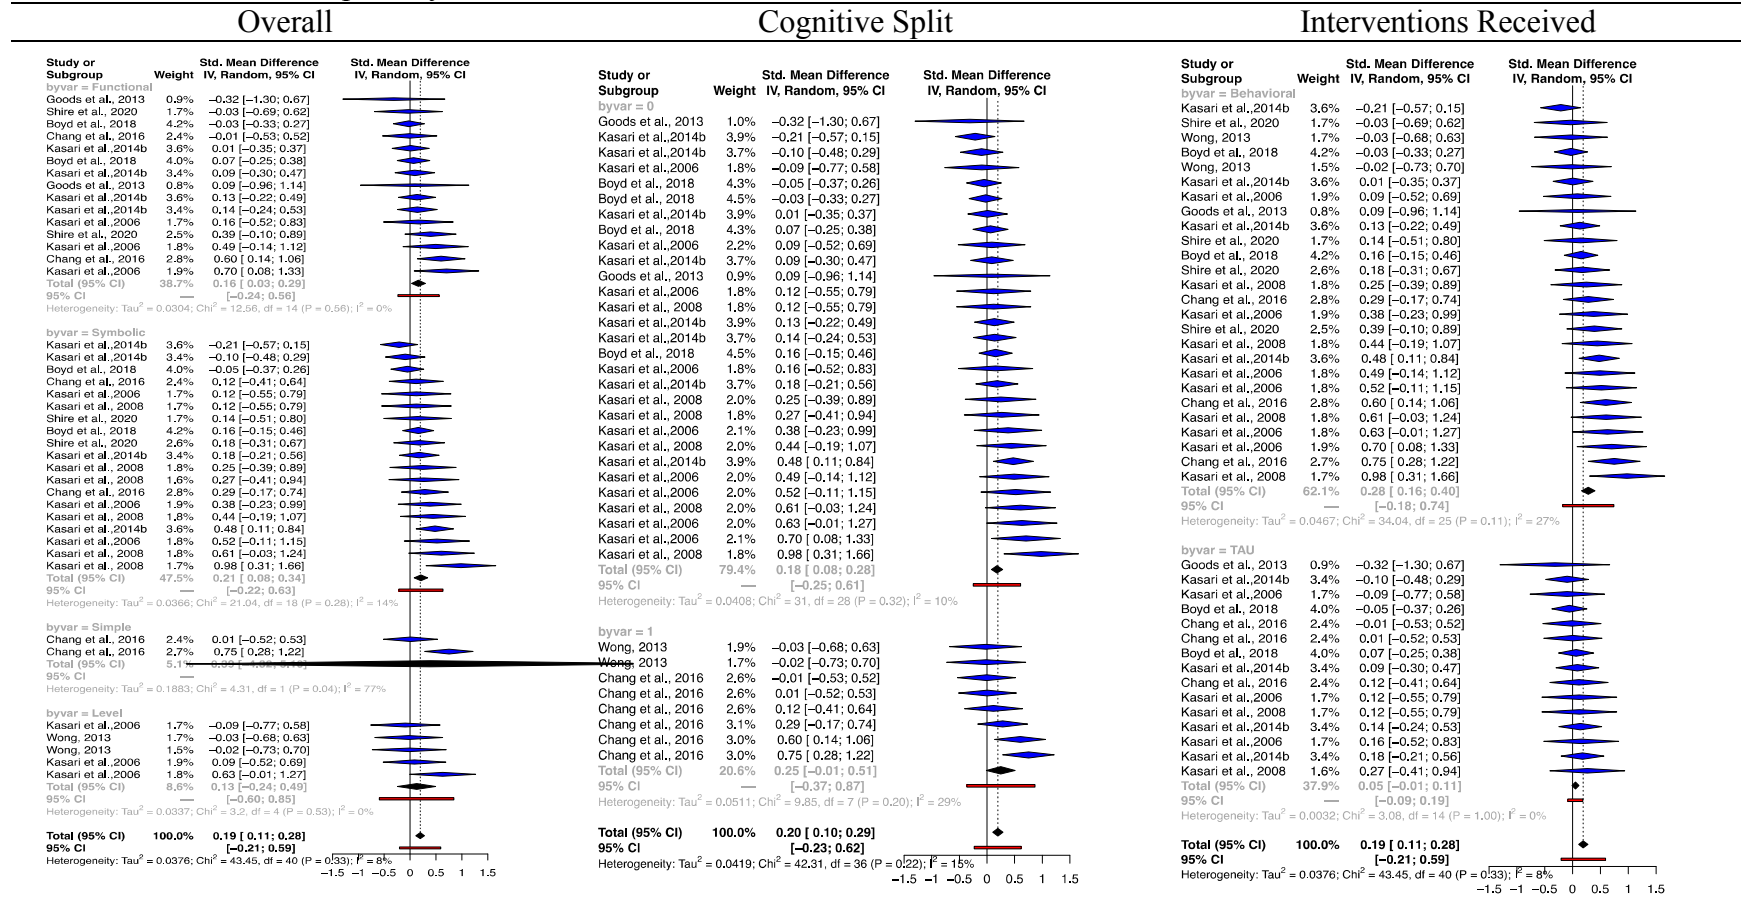 Overall
Cognitive Split
Interventions Received
Study or Subgroup Weight Std. Mean Difference IV, Random, 95% CI Std. Mean Difference IV, Random, 95% CI
byvar = Functional
Goods et al., 2013 0.9% −0.32 [−1.30; 0.67]
Shire et al., 2020 1.7% −0.03 [−0.69; 0.62]
Boyd et al., 2018 4.2% −0.03 [−0.33; 0.27]
Chang et al., 2016 2.4% −0.01 [−0.53; 0.52]
Kasari et al.,2014b 3.6% 0.01 [−0.35; 0.37]
Boyd et al., 2018 4.0% 0.07 [−0.25; 0.38]
Kasari et al.,2014b 3.4% 0.09 [−0.30; 0.47]
Goods et al., 2013 0.8% 0.09 [−0.96; 1.14]
Kasari et al.,2014b 3.6% 0.13 [−0.22; 0.49]
Kasari et al.,2014b 3.4% 0.14 [−0.24; 0.53]
Kasari et al.,2006 1.7% 0.16 [−0.52; 0.83]
Shire et al., 2020 2.5% 0.39 [−0.10; 0.89]
Kasari et al.,2006 1.8% 0.49 [−0.14; 1.12]
Chang et al., 2016 2.8% 0.60 [ 0.14; 1.06]
Kasari et al.,2006 1.9% 0.70 [ 0.08; 1.33]
Total (95% CI) 38.7% 0.16 [ 0.03; 0.29]
95% CI — [−0.24; 0.56]
Heterogeneity: Tau² = 0.0304; Chi² = 12.56, df = 14 (P = 0.56); I² = 0%
byvar = Symbolic
Kasari et al.,2014b 3.6% −0.21 [−0.57; 0.15]
Kasari et al.,2014b 3.4% −0.10 [−0.48; 0.29]
Boyd et al., 2018 4.0% −0.05 [−0.37; 0.26]
Chang et al., 2016 2.4% 0.12 [−0.41; 0.64]
Kasari et al.,2006 1.7% 0.12 [−0.55; 0.79]
Kasari et al., 2008 1.7% 0.12 [−0.55; 0.79]
Shire et al., 2020 1.7% 0.14 [−0.51; 0.80]
Boyd et al., 2018 4.2% 0.16 [−0.15; 0.46]
Shire et al., 2020 2.6% 0.18 [−0.31; 0.67]
Kasari et al.,2014b 3.4% 0.18 [−0.21; 0.56]
Kasari et al., 2008 1.8% 0.25 [−0.39; 0.89]
Kasari et al., 2008 1.6% 0.27 [−0.41; 0.94]
Chang et al., 2016 2.8% 0.29 [−0.17; 0.74]
Kasari et al.,2006 1.9% 0.38 [−0.23; 0.99]
Kasari et al., 2008 1.8% 0.44 [−0.19; 1.07]
Kasari et al.,2014b 3.6% 0.48 [ 0.11; 0.84]
Kasari et al.,2006 1.8% 0.52 [−0.11; 1.15]
Kasari et al., 2008 1.8% 0.61 [−0.03; 1.24]
Kasari et al., 2008 1.7% 0.98 [ 0.31; 1.66]
Total (95% CI) 47.5% 0.21 [ 0.08; 0.34]
95% CI — [−0.22; 0.63]
Heterogeneity: Tau² = 0.0366; Chi² = 21.04, df = 18 (P = 0.28); I² = 14%
byvar = Simple
Chang et al., 2016 2.4% 0.01 [−0.52; 0.53]
Chang et al., 2016 2.7% 0.75 [ 0.28; 1.22]
Total (95% CI) 5.1%
95% CI —
Heterogeneity: Tau² = 0.1883; Chi² = 4.31, df = 1 (P = 0.04); I² = 77%
byvar = Level
Kasari et al.,2006 1.7% −0.09 [−0.77; 0.58]
Wong, 2013 1.7% −0.03 [−0.68; 0.63]
Wong, 2013 1.5% −0.02 [−0.73; 0.70]
Kasari et al.,2006 1.9% 0.09 [−0.52; 0.69]
Kasari et al.,2006 1.8% 0.63 [−0.01; 1.27]
Total (95% CI) 8.6% 0.13 [−0.24; 0.49]
95% CI — [−0.60; 0.85]
Heterogeneity: Tau² = 0.0337; Chi² = 3.2, df = 4 (P = 0.53); I² = 0%
Total (95% CI) 100.0% 0.19 [ 0.11; 0.28]
95% CI [−0.21; 0.59]
Heterogeneity: Tau² = 0.0376; Chi² = 43.45, df = 40 (P = 0.33); I² = 8%
−1.5 −1 −0.5 0 0.5 1 1.5
Study or Subgroup Weight Std. Mean Difference IV, Random, 95% CI Std. Mean Difference IV, Random, 95% CI
byvar = 0
Goods et al., 2013 1.0% −0.32 [−1.30; 0.67]
Kasari et al.,2014b 3.9% −0.21 [−0.57; 0.15]
Kasari et al.,2014b 3.7% −0.10 [−0.48; 0.29]
Kasari et al.,2006 1.8% −0.09 [−0.77; 0.58]
Boyd et al., 2018 4.3% −0.05 [−0.37; 0.26]
Boyd et al., 2018 4.5% −0.03 [−0.33; 0.27]
Kasari et al.,2014b 3.9% 0.01 [−0.35; 0.37]
Boyd et al., 2018 4.3% 0.07 [−0.25; 0.38]
Kasari et al.,2006 2.2% 0.09 [−0.52; 0.69]
Kasari et al.,2014b 3.7% 0.09 [−0.30; 0.47]
Goods et al., 2013 0.9% 0.09 [−0.96; 1.14]
Kasari et al.,2006 1.8% 0.12 [−0.55; 0.79]
Kasari et al., 2008 1.8% 0.12 [−0.55; 0.79]
Kasari et al.,2014b 3.9% 0.13 [−0.22; 0.49]
Kasari et al.,2014b 3.7% 0.14 [−0.24; 0.53]
Boyd et al., 2018 4.5% 0.16 [−0.15; 0.46]
Kasari et al.,2006 1.8% 0.16 [−0.52; 0.83]
Kasari et al.,2014b 3.7% 0.18 [−0.21; 0.56]
Kasari et al., 2008 2.0% 0.25 [−0.39; 0.89]
Kasari et al., 2008 1.8% 0.27 [−0.41; 0.94]
Kasari et al.,2006 2.1% 0.38 [−0.23; 0.99]
Kasari et al., 2008 2.0% 0.44 [−0.19; 1.07]
Kasari et al.,2014b 3.9% 0.48 [ 0.11; 0.84]
Kasari et al.,2006 2.0% 0.49 [−0.14; 1.12]
Kasari et al.,2006 2.0% 0.52 [−0.11; 1.15]
Kasari et al., 2008 2.0% 0.61 [−0.03; 1.24]
Kasari et al.,2006 2.0% 0.63 [−0.01; 1.27]
Kasari et al.,2006 2.1% 0.70 [ 0.08; 1.33]
Kasari et al., 2008 1.8% 0.98 [ 0.31; 1.66]
Total (95% CI) 79.4% 0.18 [ 0.08; 0.28]
95% CI — [−0.25; 0.61]
Heterogeneity: Tau² = 0.0408; Chi² = 31, df = 28 (P = 0.32); I² = 10%
byvar = 1
Wong, 2013 1.9% −0.03 [−0.68; 0.63]
Wong, 2013 1.7% −0.02 [−0.73; 0.70]
Chang et al., 2016 2.6% −0.01 [−0.53; 0.52]
Chang et al., 2016 2.6% 0.01 [−0.52; 0.53]
Chang et al., 2016 2.6% 0.12 [−0.41; 0.64]
Chang et al., 2016 3.1% 0.29 [−0.17; 0.74]
Chang et al., 2016 3.0% 0.60 [ 0.14; 1.06]
Chang et al., 2016 3.0% 0.75 [ 0.28; 1.22]
Total (95% CI) 20.6% 0.25 [−0.01; 0.51]
95% CI — [−0.37; 0.87]
Heterogeneity: Tau² = 0.0511; Chi² = 9.85, df = 7 (P = 0.20); I² = 29%
Total (95% CI) 100.0% 0.20 [ 0.10; 0.29]
95% CI [−0.23; 0.62]
Heterogeneity: Tau² = 0.0419; Chi² = 42.31, df = 36 (P = 0.22); I² = 15%
−1.5 −1 −0.5 0 0.5 1 1.5
Study or Subgroup Weight Std. Mean Difference IV, Random, 95% CI Std. Mean Difference IV, Random, 95% CI
byvar = Behavioral
Kasari et al.,2014b 3.6% −0.21 [−0.57; 0.15]
Shire et al., 2020 1.7% −0.03 [−0.69; 0.62]
Wong, 2013 1.7% −0.03 [−0.68; 0.63]
Boyd et al., 2018 4.2% −0.03 [−0.33; 0.27]
Wong, 2013 1.5% −0.02 [−0.73; 0.70]
Kasari et al.,2014b 3.6% 0.01 [−0.35; 0.37]
Kasari et al.,2006 1.9% 0.09 [−0.52; 0.69]
Goods et al., 2013 0.8% 0.09 [−0.96; 1.14]
Kasari et al.,2014b 3.6% 0.13 [−0.22; 0.49]
Shire et al., 2020 1.7% 0.14 [−0.51; 0.80]
Boyd et al., 2018 4.2% 0.16 [−0.15; 0.46]
Shire et al., 2020 2.6% 0.18 [−0.31; 0.67]
Kasari et al., 2008 1.8% 0.25 [−0.39; 0.89]
Chang et al., 2016 2.8% 0.29 [−0.17; 0.74]
Kasari et al.,2006 1.9% 0.38 [−0.23; 0.99]
Shire et al., 2020 2.5% 0.39 [−0.10; 0.89]
Kasari et al., 2008 1.8% 0.44 [−0.19; 1.07]
Kasari et al.,2014b 3.6% 0.48 [ 0.11; 0.84]
Kasari et al.,2006 1.8% 0.49 [−0.14; 1.12]
Kasari et al.,2006 1.8% 0.52 [−0.11; 1.15]
Chang et al., 2016 2.8% 0.60 [ 0.14; 1.06]
Kasari et al., 2008 1.8% 0.61 [−0.03; 1.24]
Kasari et al.,2006 1.8% 0.63 [−0.01; 1.27]
Kasari et al.,2006 1.9% 0.70 [ 0.08; 1.33]
Chang et al., 2016 2.7% 0.75 [ 0.28; 1.22]
Kasari et al., 2008 1.7% 0.98 [ 0.31; 1.66]
Total (95% CI) 62.1% 0.28 [ 0.16; 0.40]
95% CI — [−0.18; 0.74]
Heterogeneity: Tau² = 0.0467; Chi² = 34.04, df = 25 (P = 0.11); I² = 27%
byvar = TAU
Goods et al., 2013 0.9% −0.32 [−1.30; 0.67]
Kasari et al.,2014b 3.4% −0.10 [−0.48; 0.29]
Kasari et al.,2006 1.7% −0.09 [−0.77; 0.58]
Boyd et al., 2018 4.0% −0.05 [−0.37; 0.26]
Chang et al., 2016 2.4% −0.01 [−0.53; 0.52]
Chang et al., 2016 2.4% 0.01 [−0.52; 0.53]
Boyd et al., 2018 4.0% 0.07 [−0.25; 0.38]
Kasari et al.,2014b 3.4% 0.09 [−0.30; 0.47]
Chang et al., 2016 2.4% 0.12 [−0.41; 0.64]
Kasari et al.,2006 1.7% 0.12 [−0.55; 0.79]
Kasari et al., 2008 1.7% 0.12 [−0.55; 0.79]
Kasari et al.,2014b 3.4% 0.14 [−0.24; 0.53]
Kasari et al.,2006 1.7% 0.16 [−0.52; 0.83]
Kasari et al.,2014b 3.4% 0.18 [−0.21; 0.56]
Kasari et al., 2008 1.6% 0.27 [−0.41; 0.94]
Total (95% CI) 37.9% 0.05 [−0.01; 0.11]
95% CI — [−0.09; 0.19]
Heterogeneity: Tau² = 0.0032; Chi² = 3.08, df = 14 (P = 1.00); I² = 0%
Total (95% CI) 100.0% 0.19 [ 0.11; 0.28]
95% CI [−0.21; 0.59]
Heterogeneity: Tau² = 0.0376; Chi² = 43.45, df = 40 (P = 0.33); I² = 8%
−1.5 −1 −0.5 0 0.5 1 1.5